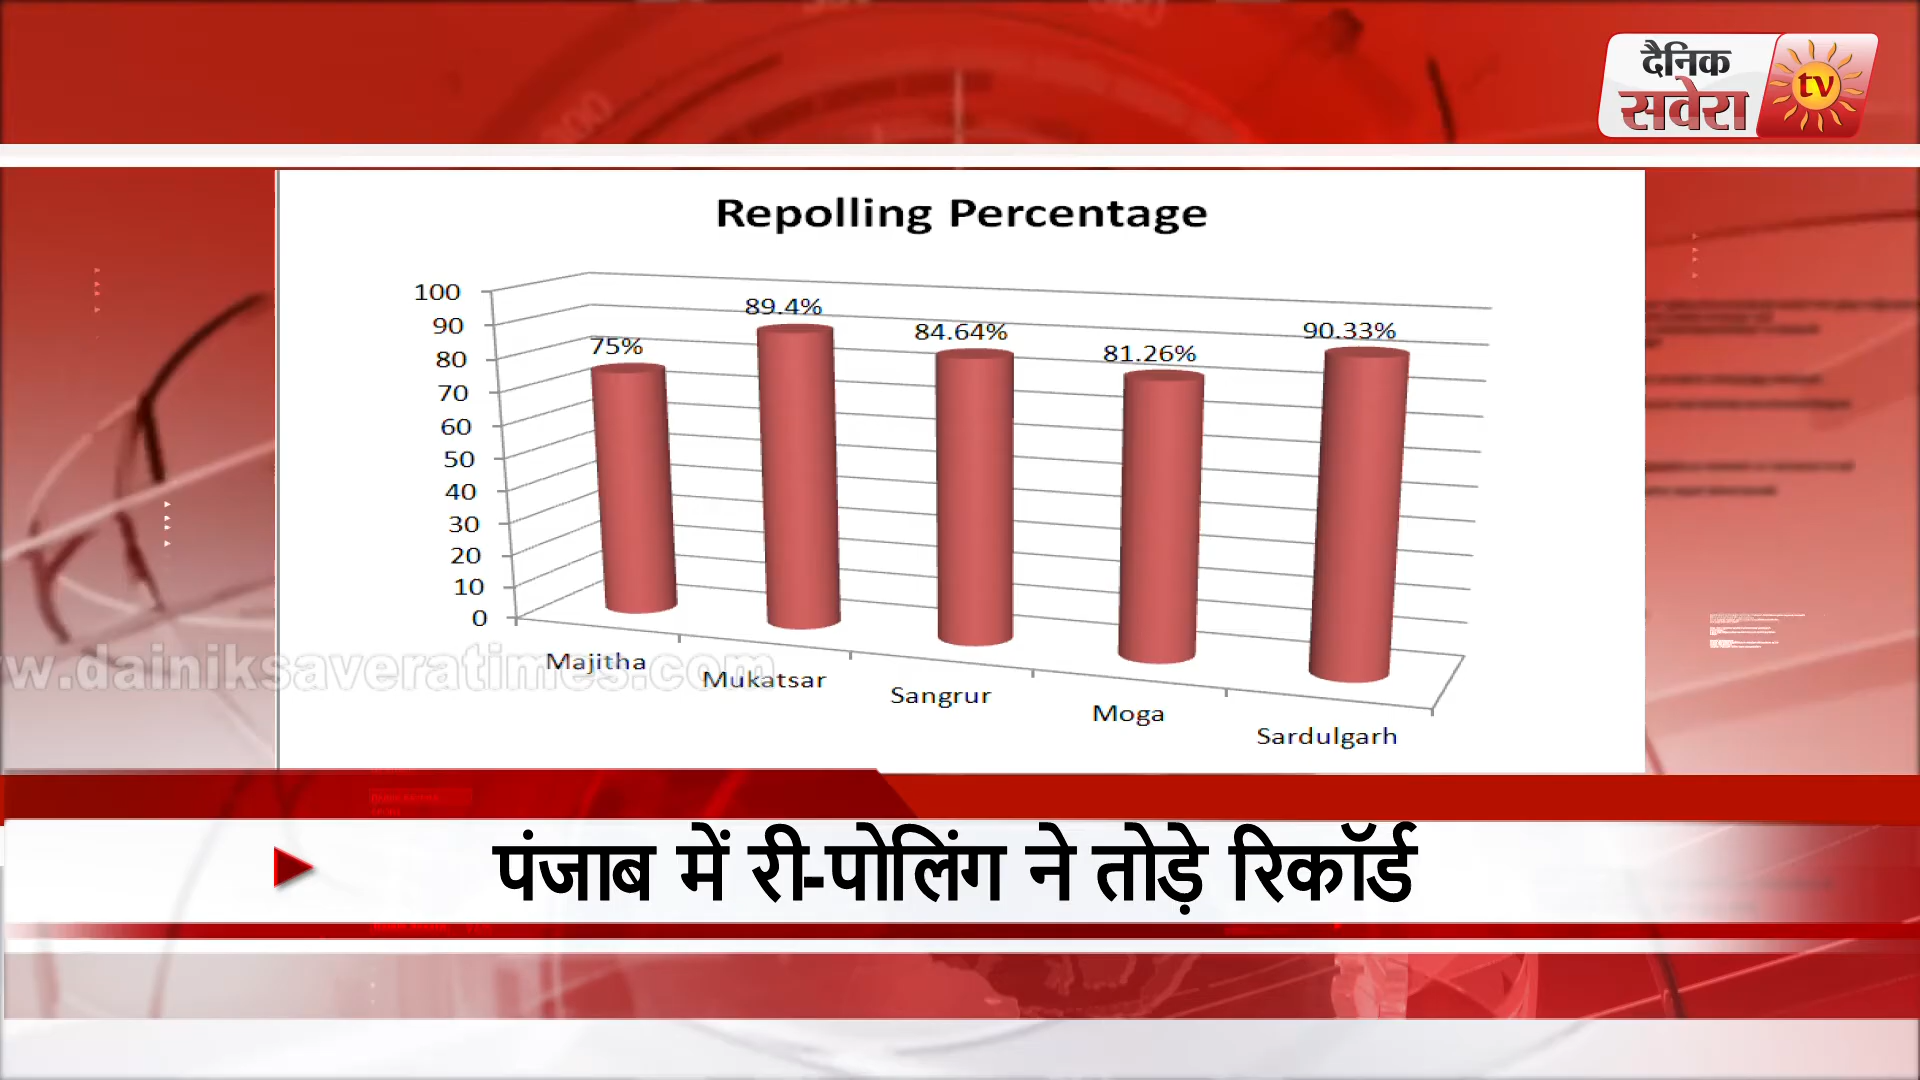 दैनिक
सवेरा
tv
Repolling Percentage
100
90
80
70
60
50
40
30
20
10
0
75%
89.4%
84.64%
81.26%
90.33%
Majitha
Mukatsar
Sangrur
Moga
Sardulgarh
w.dainiksaveratimes.com
पंजाब में री-पोलिंग ने तोड़े रिकॉर्ड